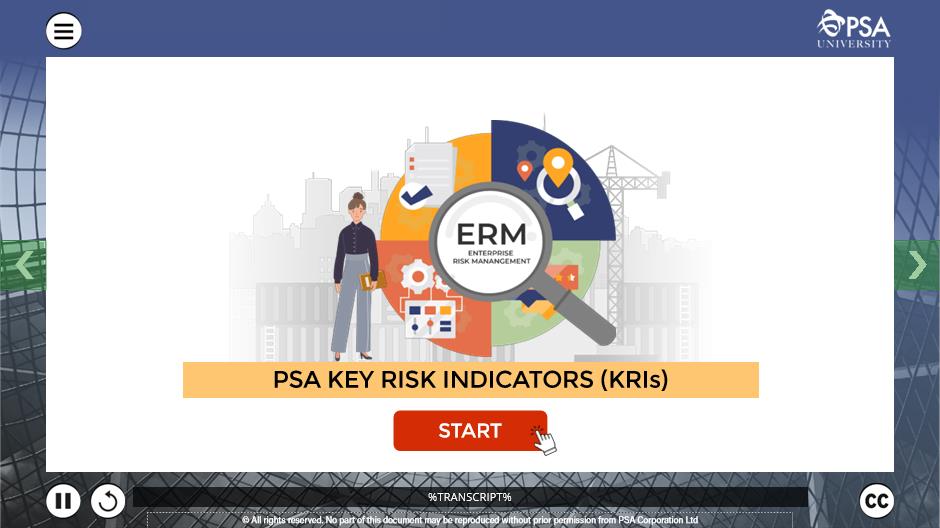 PSA
UNIVERSITY
ERM
ENTERPRISE
RISK MANAGEMENT
PSA KEY RISK INDICATORS (KRIs)
START
%TRANSCRIPT%
CC
© All rights reserved. No part of this document may be reproduced without prior permission from PSA Corporation Ltd